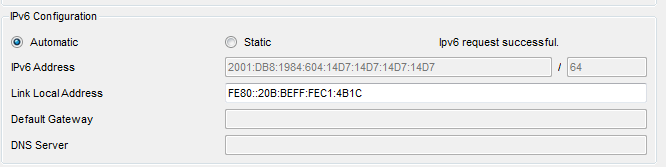 IPv6 Configuration
Automatic Static Ipv6 request successful.
IPv6 Address 2001:DB8:1984:604:14D7:14D7:14D7:14D7 / 64
Link Local Address FE80::20B:BEFF:FEC1:4B1C
Default Gateway
DNS Server